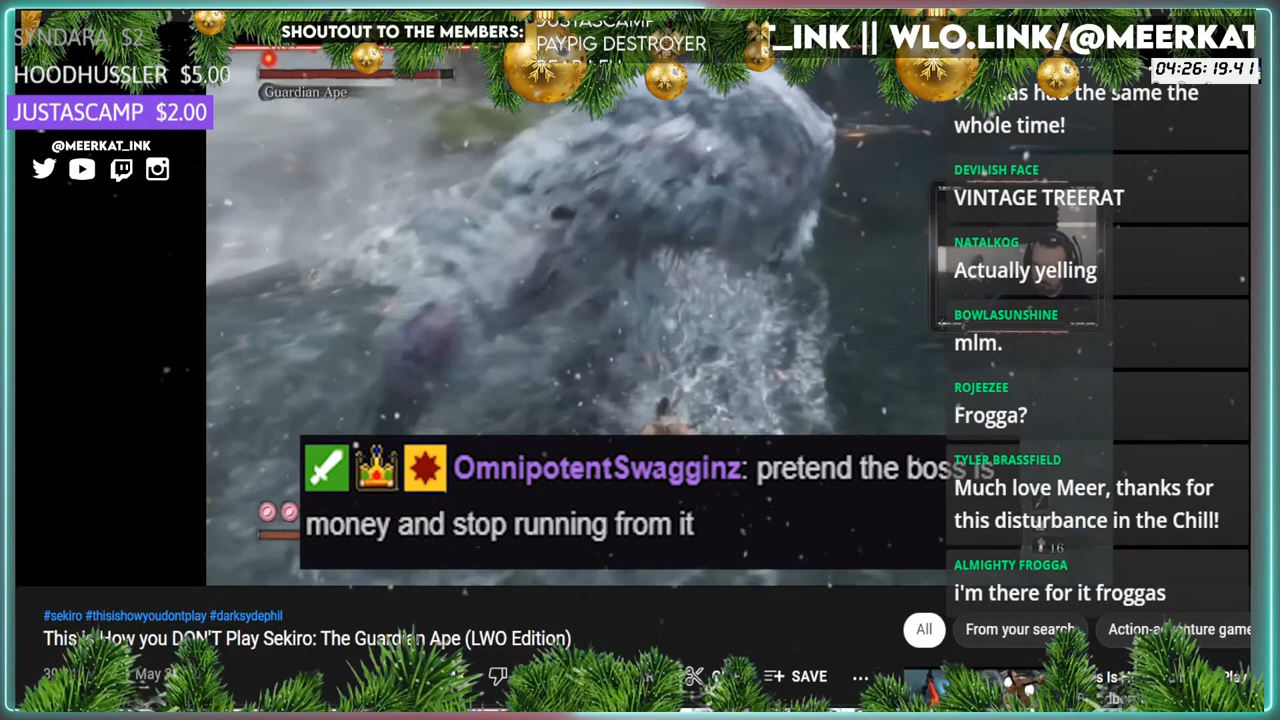 SYNDARA $2
HOODHUSSLER $5.00
JUSTASCAMP $2.00
@MEERKAT_INK
SHOUTOUT TO THE MEMBERS:
JUSTASCAMP
PAYPIG DESTROYER
T_INK || WLO.LINK/@MEERKAT
04:26:19.41
Guardian Ape
had the same the
whole time!
DEVILISH FACE
VINTAGE TREERAT
NATALKOG
Actually yelling
BOWLASUNSHINE
mlm.
ROJEEZEE
Frogga?
TYLER BRASSFIELD
Much love Meer, thanks for
this disturbance in the Chill!
16
ALMIGHTY FROGGA
i'm there for it froggas
OmnipotentSwagginz: pretend the boss is
money and stop running from it
#sekiro #thisishowyoudontplay #darksydephil
This is How you DON'T Play Sekiro: The Guardian Ape (LWO Edition)
All
From your search
Action-adventure game
May
SAVE